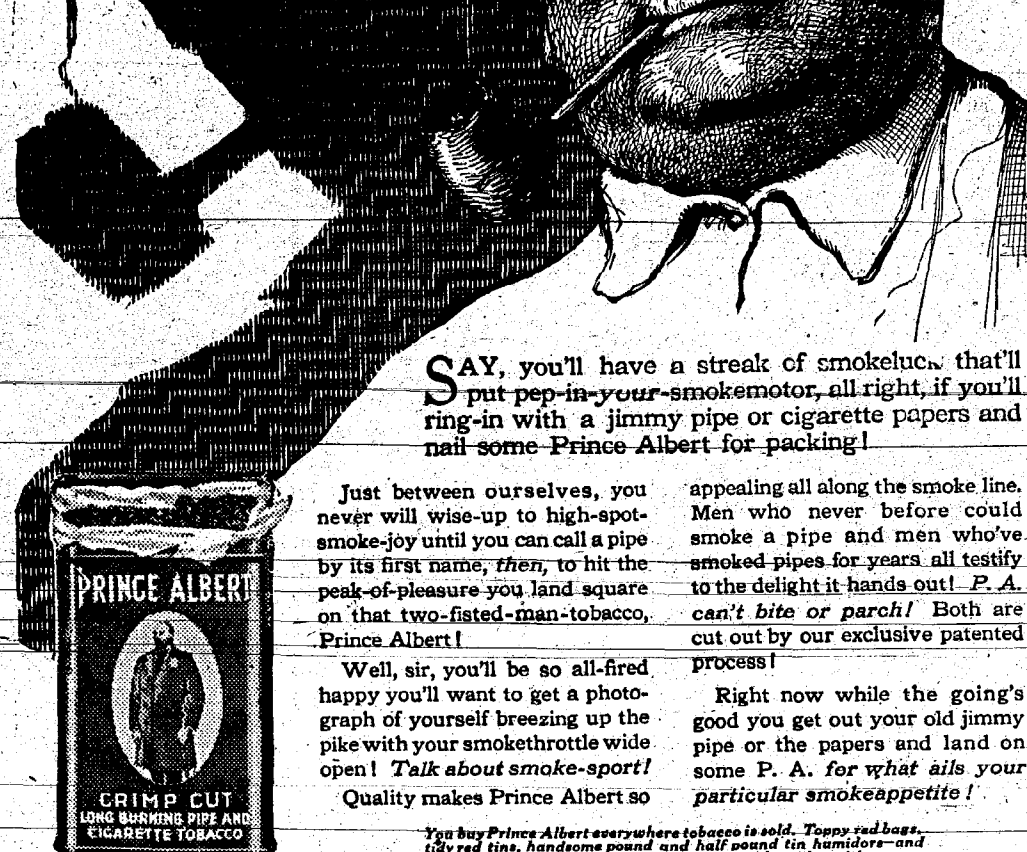 SAY, you'll have a streak of smokeluck that'll
put pep-in-your-smokemotor, all right, if you'll
ring-in with a jimmy pipe or cigarette papers and
nail some Prince Albert for packing!
Just between ourselves, you
never will wise-up to high-spot-
smoke-joy until you can call a pipe
by its first name, then, to hit the
peak-of-pleasure you land square
on that two-fisted-man-tobacco,
Prince Albert!
Well, sir, you'll be so all-fired
happy you'll want to get a photo-
graph of yourself breezing up the
pike with your smokethrottle wide
open! Talk about smoke-sport!
Quality makes Prince Albert so
appealing all along the smoke line.
Men who never before could
smoke a pipe and men who've
smoked pipes for years all testify
to the delight it hands out! P. A.
can't bite or parch! Both are
cut out by our exclusive patented
process!
Right now while the going's
good you get out your old jimmy
pipe or the papers and land on
some P. A. for what ails your
particular smokeappetite!
You buy Prince Albert everywhere tobacco is sold. Toppy red bags,
tidy red tins, handsome pound and half pound tin humidors—and
PRINCE ALBERT
CRIMP CUT
LONG BURNING PIPE AND
CIGARETTE TOBACCO